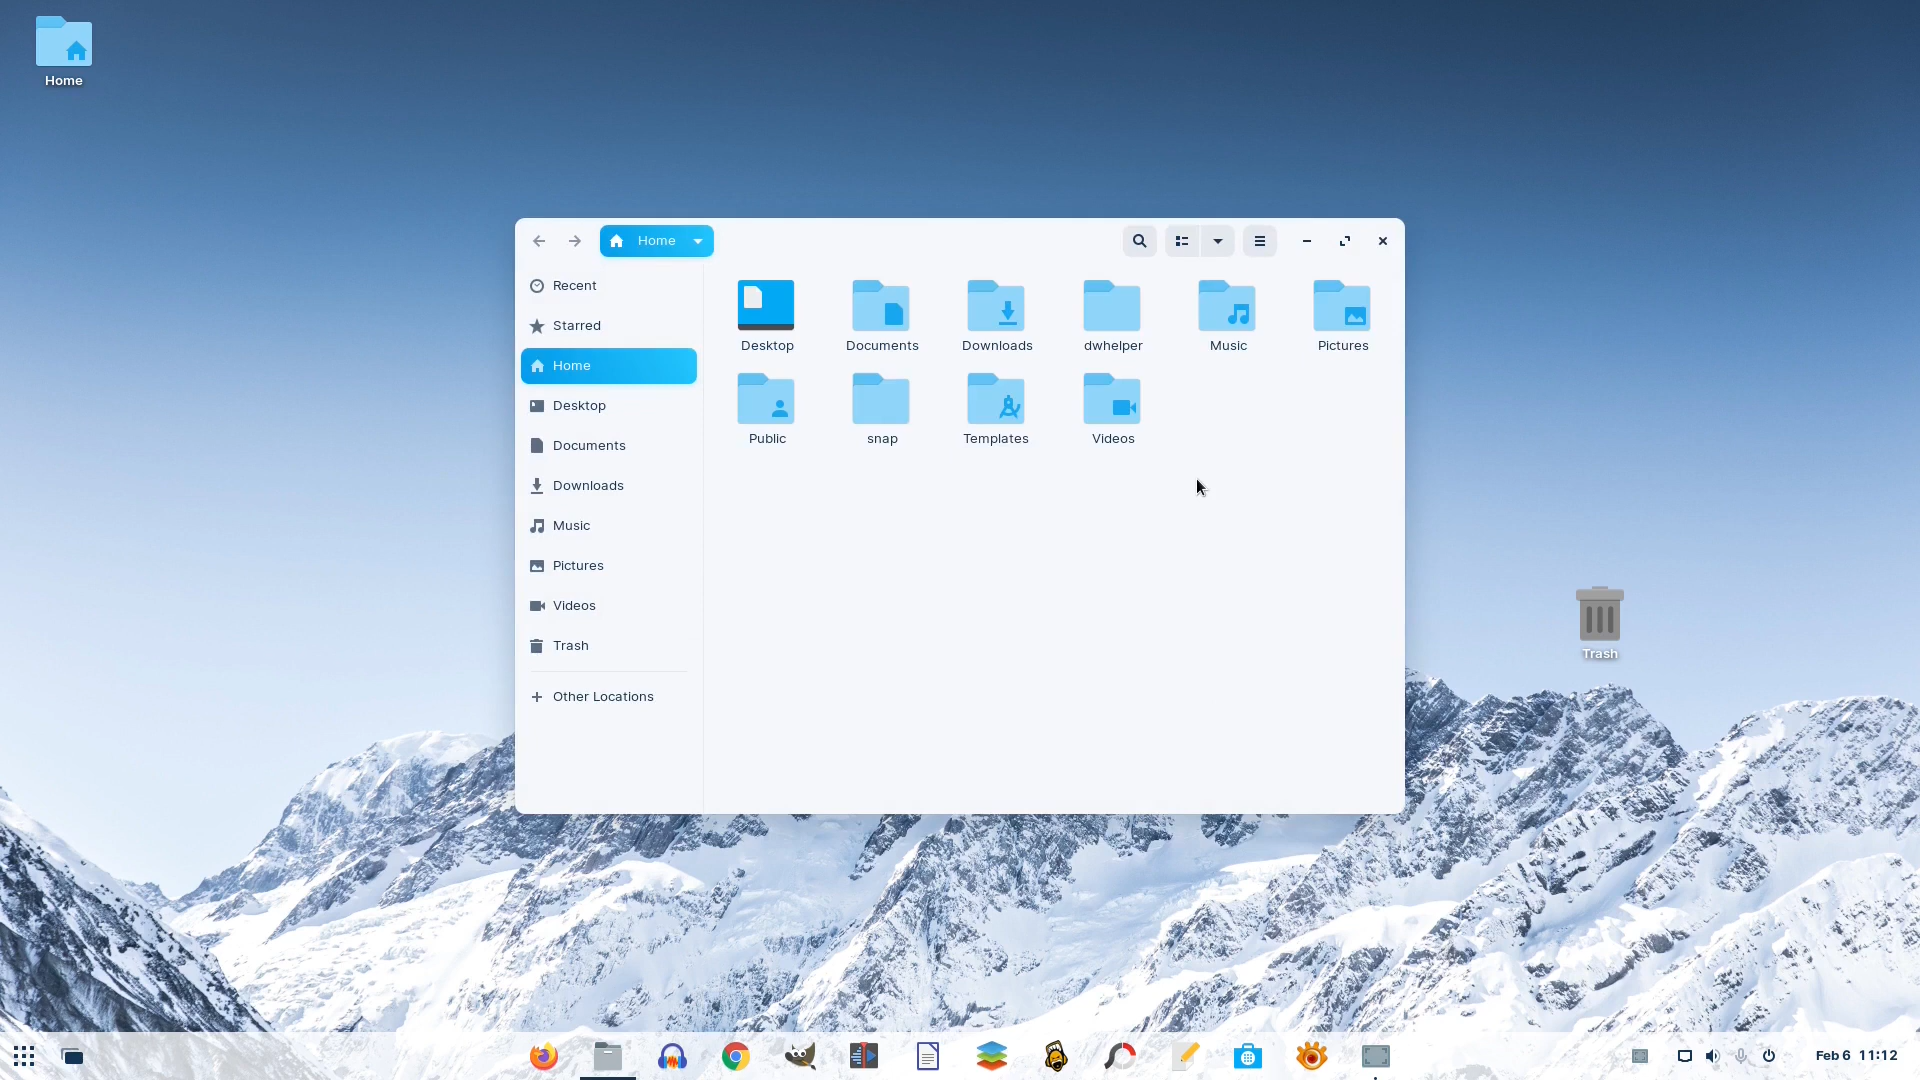 Home
Home
Recent
Starred
Home
Desktop
Documents
Downloads
Music
Pictures
Videos
Trash
Other Locations
Desktop
Documents
Downloads
dwhelper
Music
Pictures
Public
snap
Templates
Videos
Trash
Feb 6 11:12